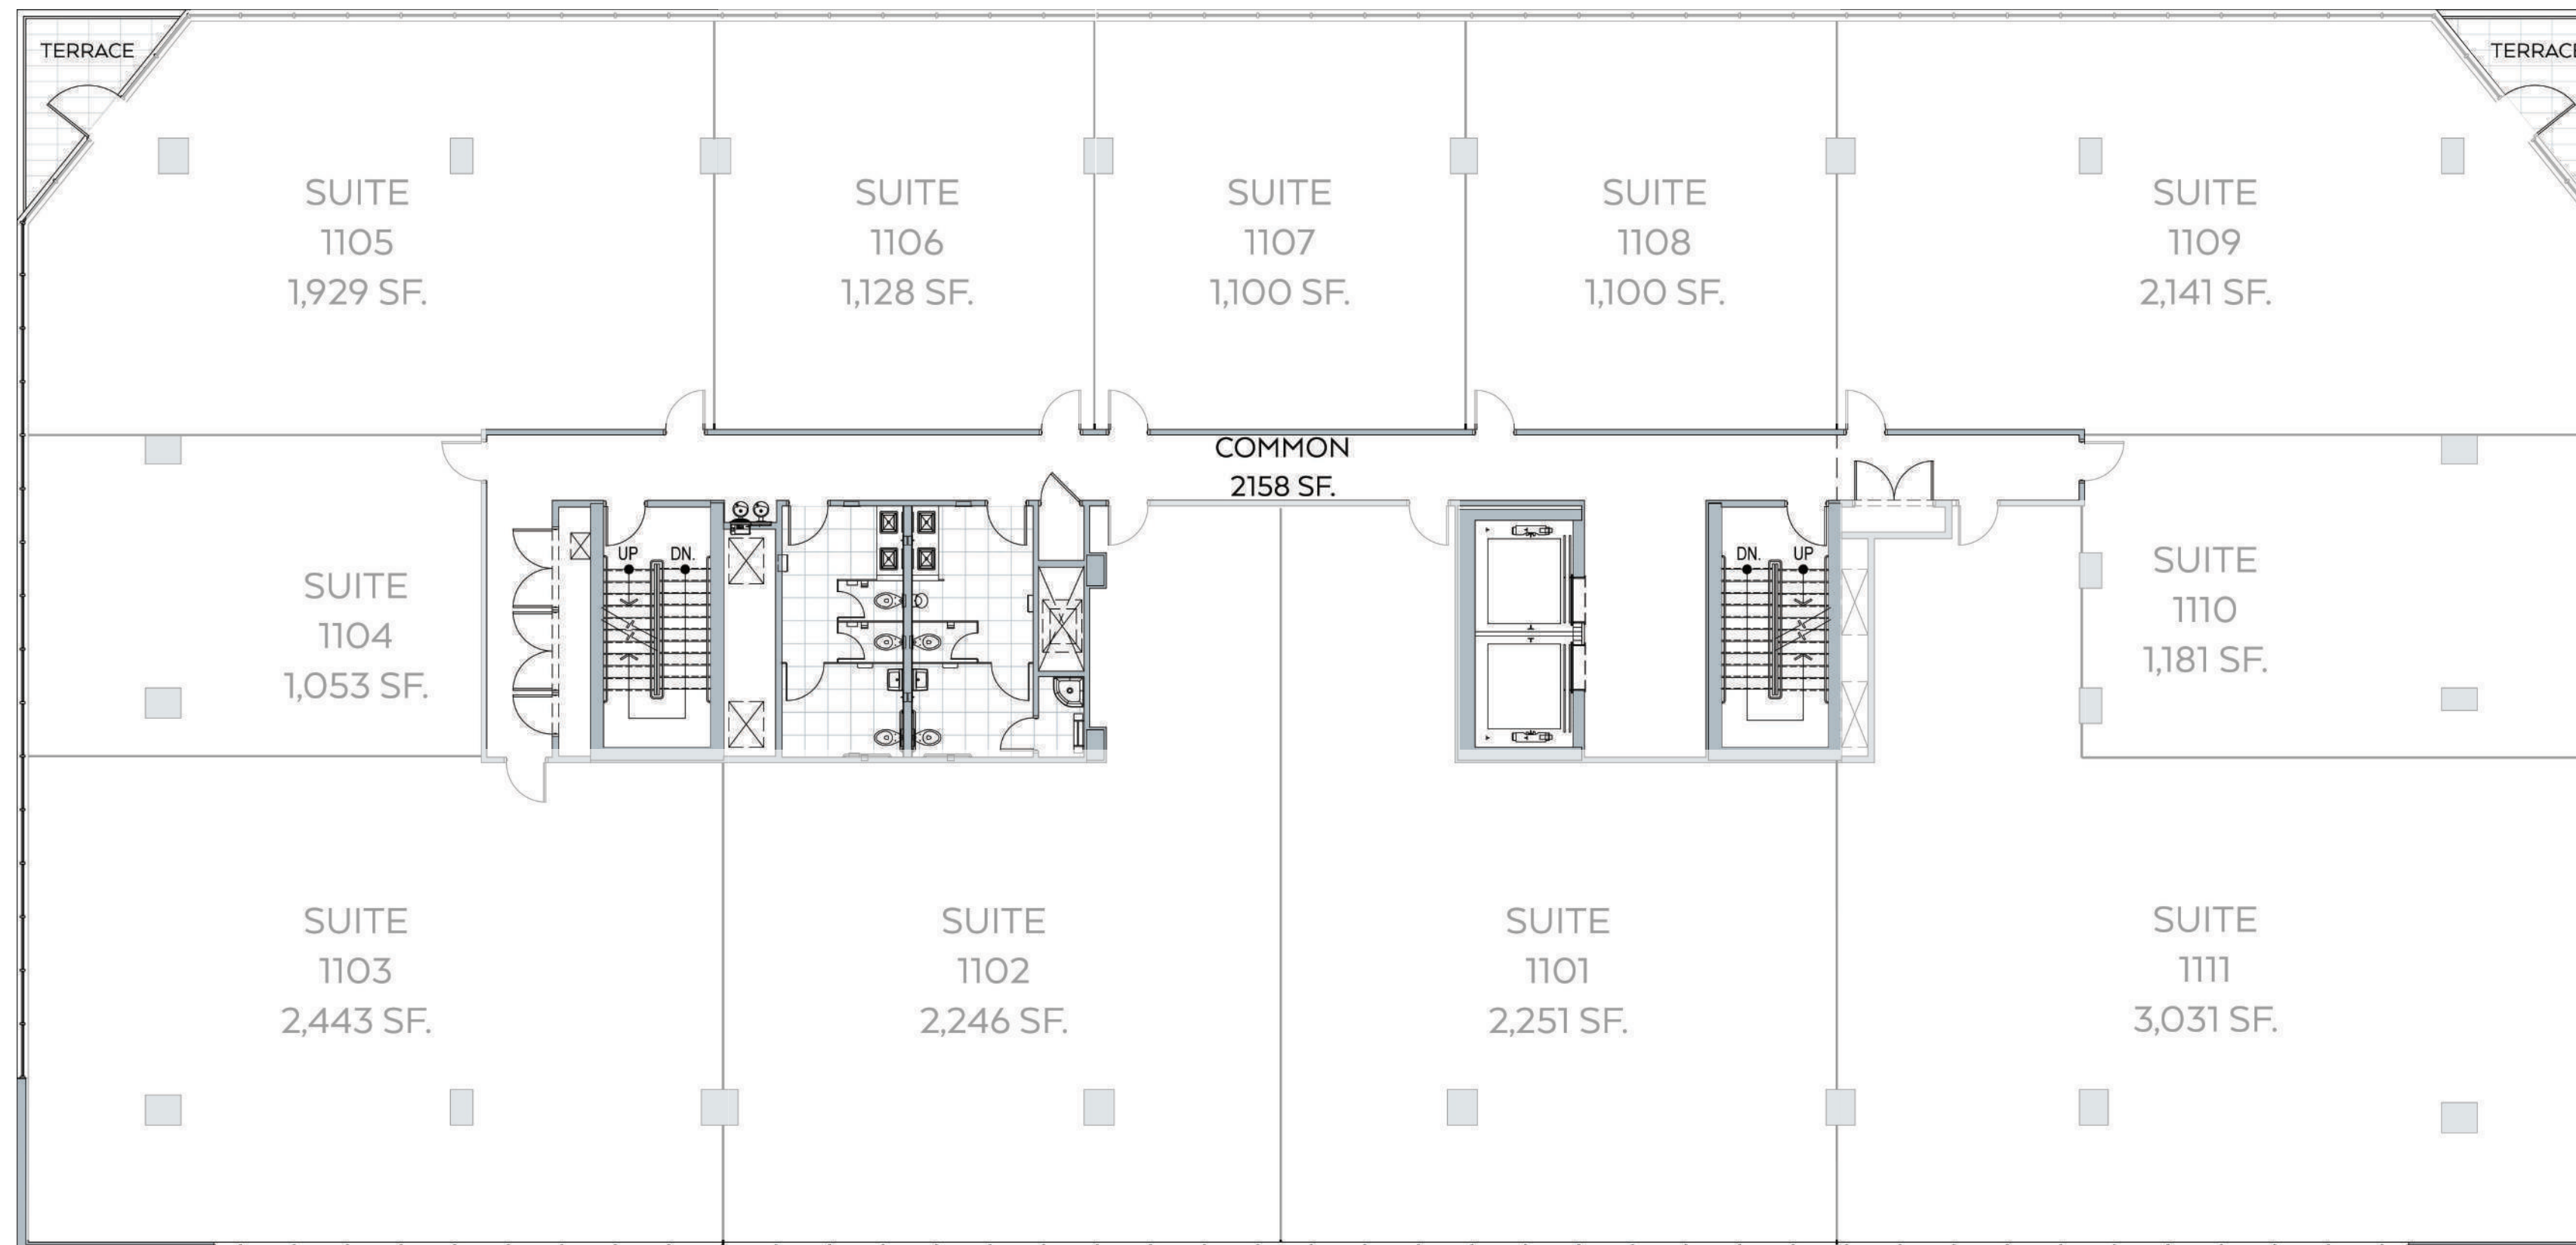 TERRACE
TERRACE
SUITE
1105
1,929 SF.
SUITE
1106
1,128 SF.
SUITE
1107
1,100 SF.
SUITE
1108
1,100 SF.
SUITE
1109
2,141 SF.
COMMON
2158 SF.
UP
DN.
DN.
UP
SUITE
1104
1,053 SF.
SUITE
1110
1,181 SF.
SUITE
1103
2,443 SF.
SUITE
1102
2,246 SF.
SUITE
1101
2,251 SF.
SUITE
1111
3,031 SF.